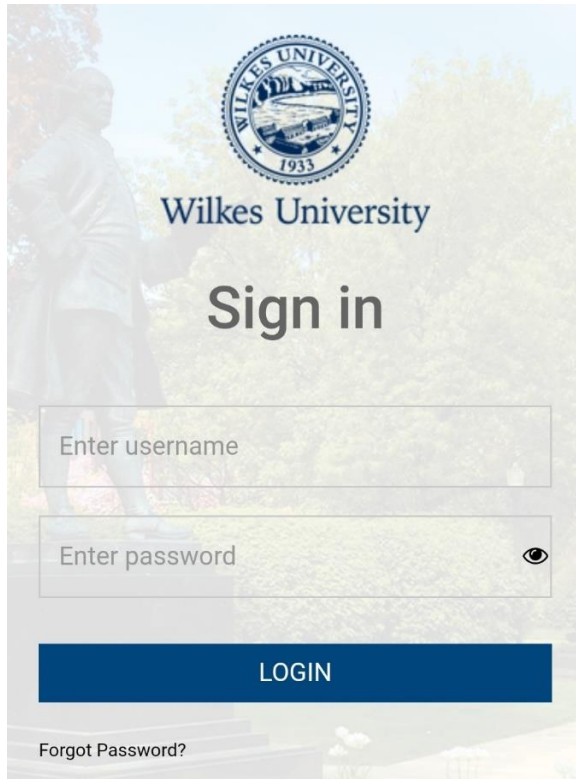 WILKES UNIVERSITY
1933
Wilkes University
Sign in
Enter username
Enter password
LOGIN
Forgot Password?